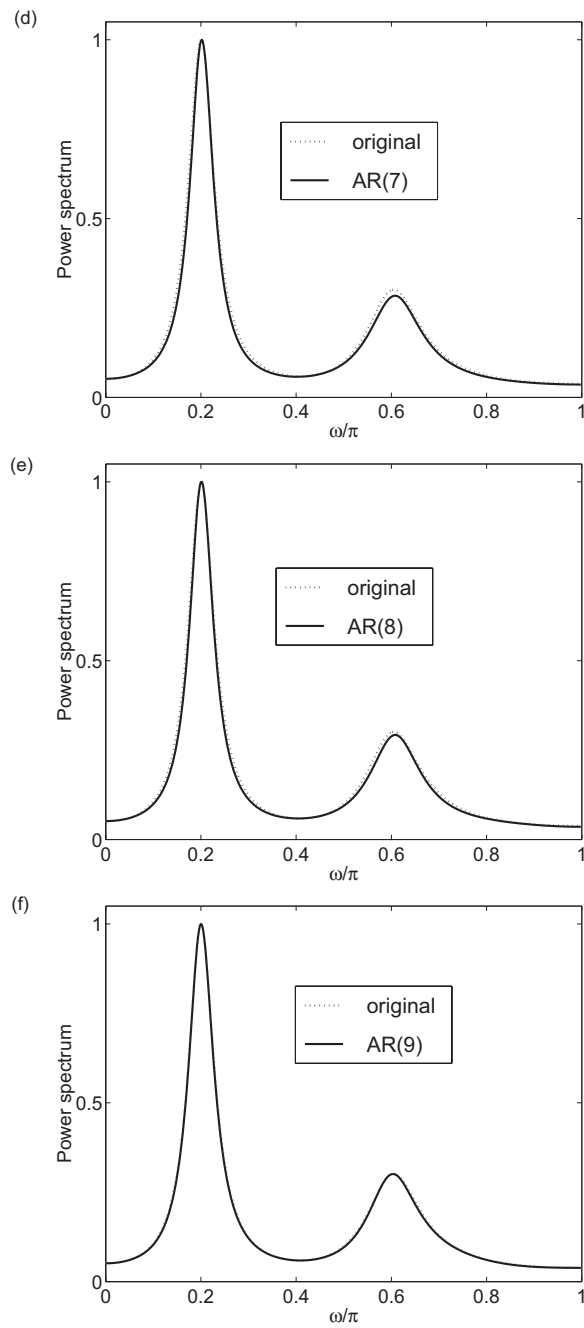 (d)
1
original
AR(7)
Power spectrum
0.5
0
0 0.2 0.4 0.6 0.8 1
ω/π
(e)
1
original
AR(8)
Power spectrum
0.5
0
0 0.2 0.4 0.6 0.8 1
ω/π
(f)
1
original
AR(9)
Power spectrum
0.5
0
0 0.2 0.4 0.6 0.8 1
ω/π